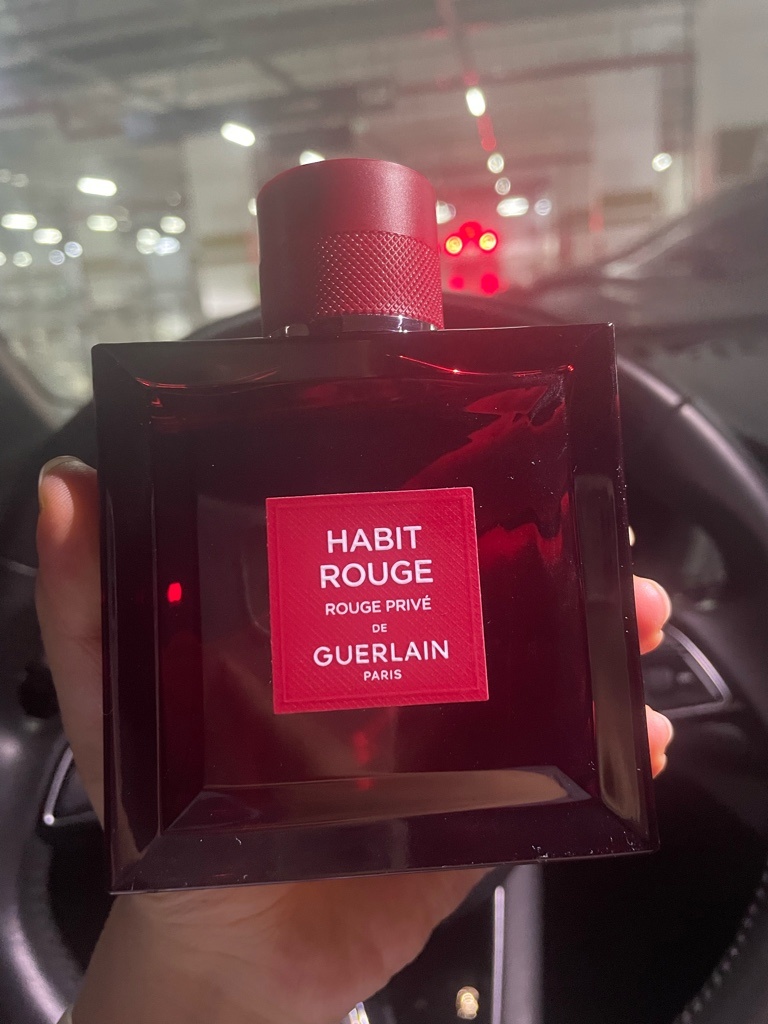 HABIT
ROUGE
ROUGE PRIVÉ
DE
GUERLAIN
PARIS